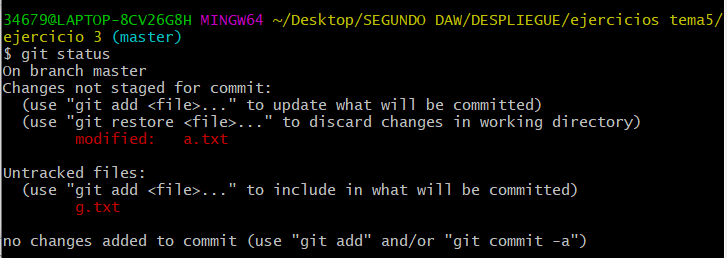 34679@LAPTOP-8CV26G8H MINGW64 ~/Desktop/SEGUNDO DAW/DESPLIEGUE/ejercicios tema5/
ejercicio 3 (master)
$ git status
On branch master
Changes not staged for commit:
  (use "git add <file>..." to update what will be committed)
  (use "git restore <file>..." to discard changes in working directory)
        modified:   a.txt

Untracked files:
  (use "git add <file>..." to include in what will be committed)
        g.txt

no changes added to commit (use "git add" and/or "git commit -a")